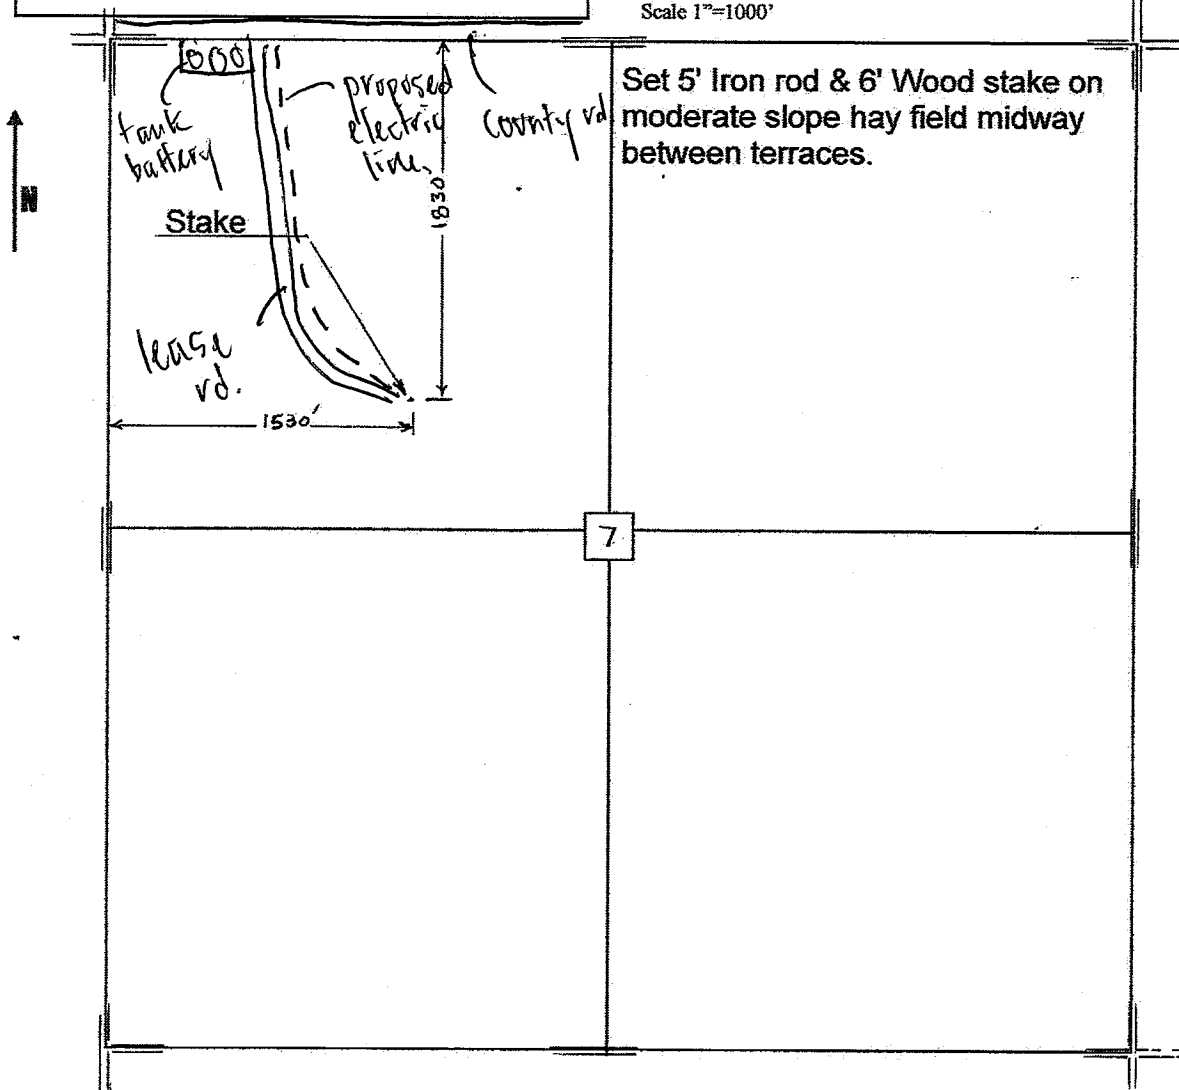 Scale 1"=1000'
Set 5' Iron rod & 6' Wood stake on
moderate slope hay field midway
between terraces.
tank
battery
proposed
electric
line
county rd
N
1830
Stake
lease
rd.
1530'
7